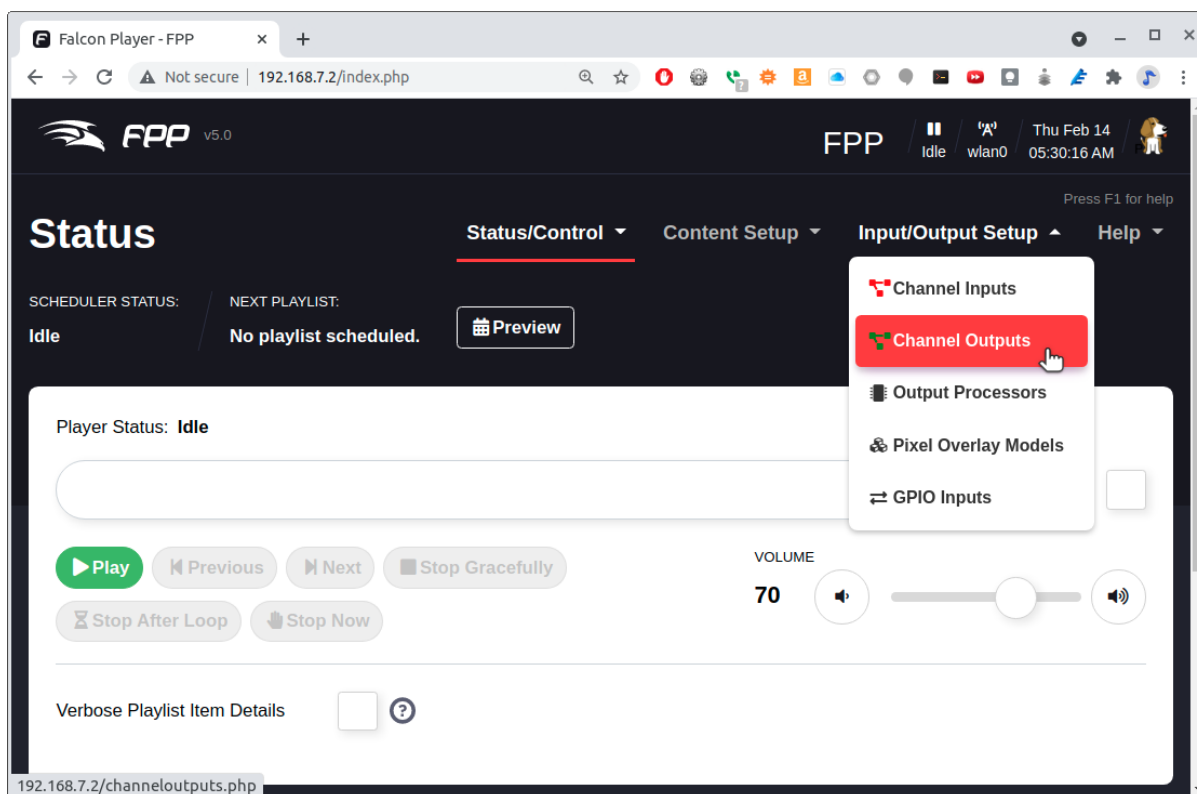 Falcon Player - FPP
Not secure
192.168.7.2/index.php
FPP v5.0
FPP
Idle
wlan0
Thu Feb 14
05:30:16 AM
Press F1 for help
Status
Status/Control
Content Setup
Input/Output Setup
Help
Channel Inputs
Channel Outputs
Output Processors
Pixel Overlay Models
GPIO Inputs
SCHEDULER STATUS:
Idle
NEXT PLAYLIST:
No playlist scheduled.
Preview
Player Status: Idle
Play
Previous
Next
Stop Gracefully
Stop After Loop
Stop Now
VOLUME
70
Verbose Playlist Item Details
192.168.7.2/channeloutputs.php